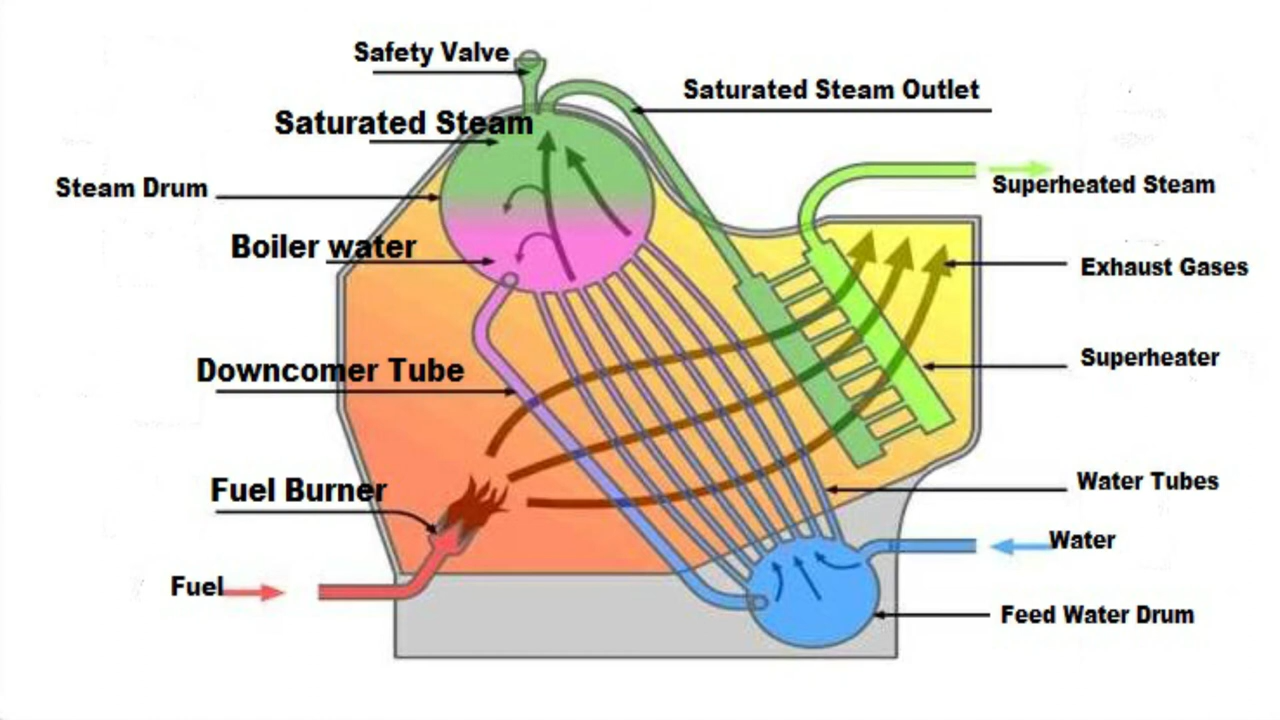 Safety Valve
Saturated Steam Outlet
Saturated Steam
Steam Drum
Superheated Steam
Boiler water
Exhaust Gases
Superheater
Downcomer Tube
Water Tubes
Fuel Burner
Water
Fuel
Feed Water Drum